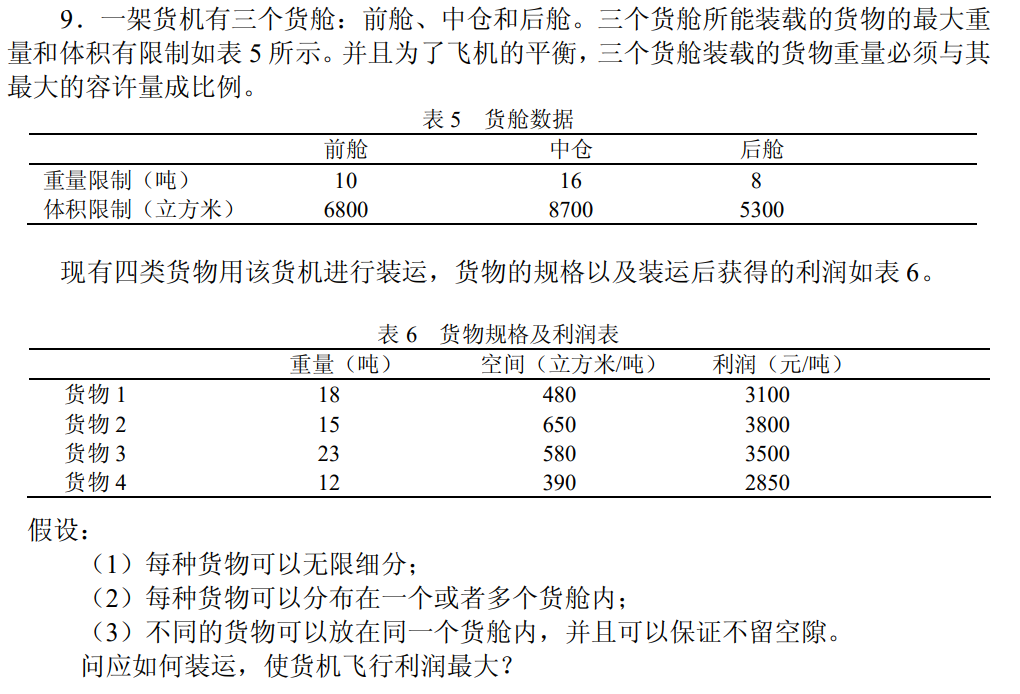 9．一架货机有三个货舱：前舱、中仓和后舱。三个货舱所能装载的货物的最大重
量和体积有限制如表 5 所示。并且为了飞机的平衡，三个货舱装载的货物重量必须与其
最大的容许量成比例。
表 5 货舱数据
前舱 中仓 后舱
重量限制（吨） 10 16 8
体积限制（立方米） 6800 8700 5300
现有四类货物用该货机进行装运，货物的规格以及装运后获得的利润如表 6。
表 6 货物规格及利润表
重量（吨） 空间（立方米/吨） 利润（元/吨）
货物 1 18 480 3100
货物 2 15 650 3800
货物 3 23 580 3500
货物 4 12 390 2850
假设：
（1）每种货物可以无限细分；
（2）每种货物可以分布在一个或者多个货舱内；
（3）不同的货物可以放在同一个货舱内，并且可以保证不留空隙。
问应如何装运，使货机飞行利润最大？